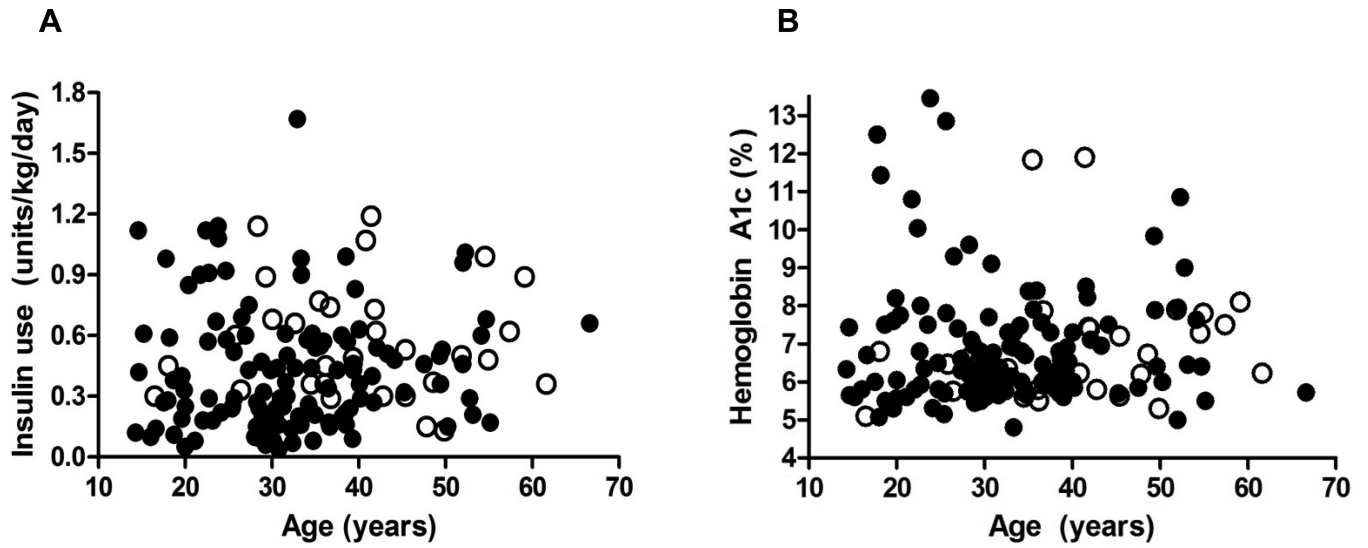 A
Insulin use (units/kg/day)
1.8
1.5
1.2
0.9
0.6
0.3
0.0
10 20 30 40 50 60 70
Age (years)
B
Hemoglobin A1c (%)
13
12
11
10
9
8
7
6
5
4
10 20 30 40 50 60 70
Age (years)